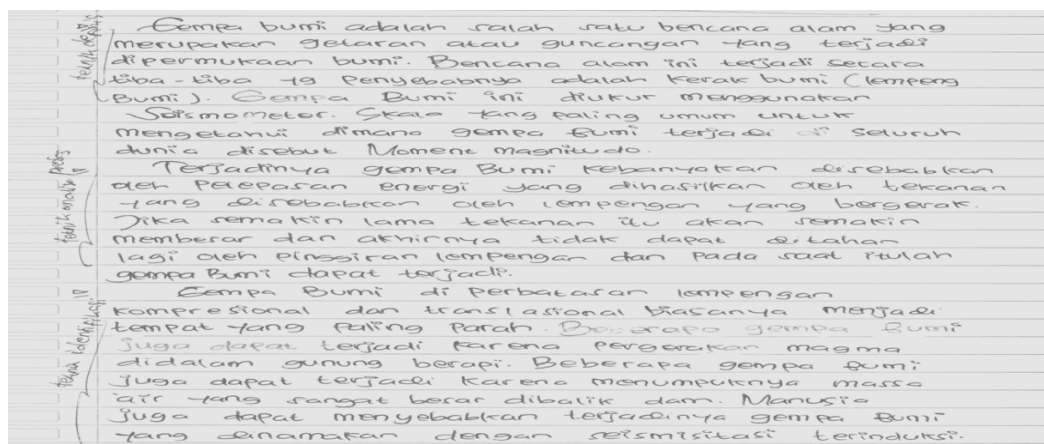 Gempa bumi adalah salah satu bencana alam yang
merupakan getaran atau guncangan yang terjadi
dipermukaan bumi. Bencana alam ini terjadi secara
tiba-tiba yg penyebabnya adalah kerak bumi (lempeng
Bumi). Gempa Bumi ini diukur menggunakan
Seismometer. Skala yang paling umum untuk
mengetahui dimana gempa Bumi terjadi di seluruh
dunia disebut Moment magnitudo.
Terjadinya gempa Bumi kebanyakan disebabkan
oleh Pelepasan energi yang dihasilkan oleh tekanan
yang disebabkan oleh lempengan yang bergerak.
Jika semakin lama tekanan itu akan semakin
membesar dan akhirnya tidak dapat ditahan
lagi oleh pinggiran lempengan dan Pada saat itulah
gempa Bumi dapat terjadi.
Gempa Bumi di Perbatasan lempengan
kompresional dan translasional biasanya menjadi
tempat yang paling Parah. Beberapa gempa Bumi
juga dapat terjadi karena pergerakan magma
didalam gunung berapi. Beberapa gempa Bumi
juga dapat terjadi karena menumpuknya massa
air yang sangat besar dibalik dam. Manusia
juga dapat menyebabkan terjadinya gempa Bumi
yang dinamakan dengan seismisitasi terinduksi.
teknik
teknik
teknik identifikasi